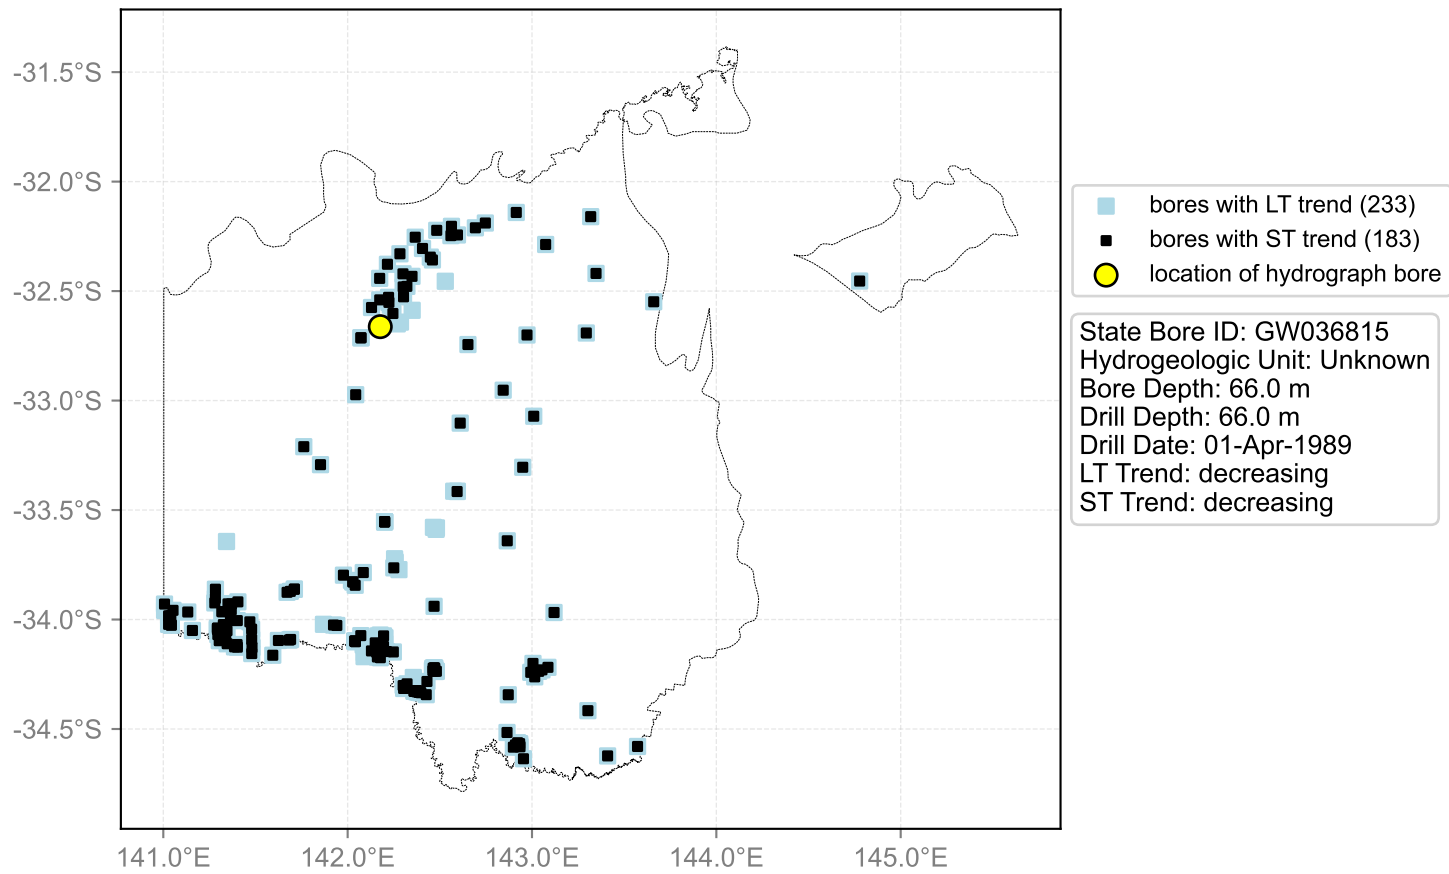 -31.5°S
-32.0°S
-32.5°S
-33.0°S
-33.5°S
-34.0°S
-34.5°S
141.0°E
142.0°E
143.0°E
144.0°E
145.0°E
bores with LT trend (233)
bores with ST trend (183)
location of hydrograph bore
State Bore ID: GW036815
Hydrogeologic Unit: Unknown
Bore Depth: 66.0 m
Drill Depth: 66.0 m
Drill Date: 01-Apr-1989
LT Trend: decreasing
ST Trend: decreasing